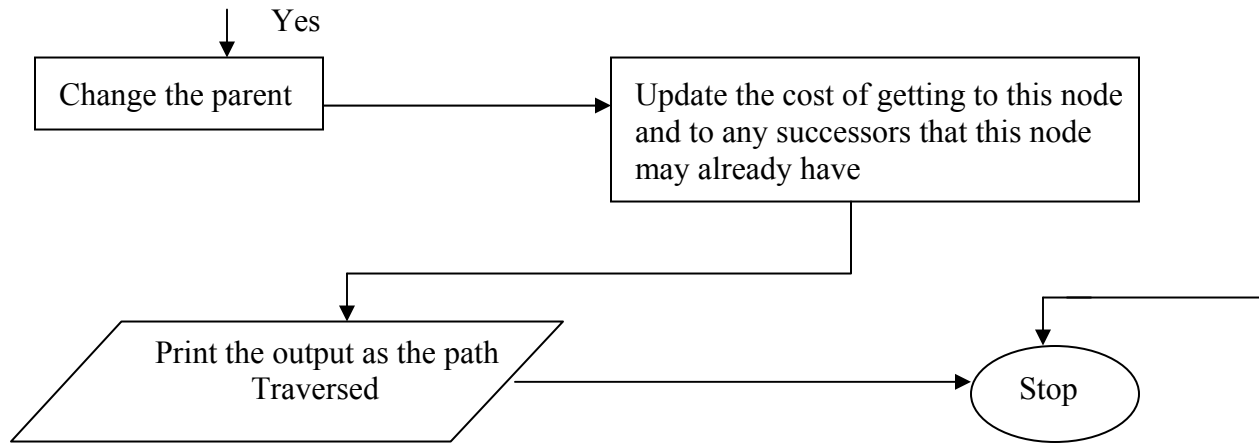 Yes
Change the parent
Update the cost of getting to this node
and to any successors that this node
may already have
Print the output as the path
Traversed
Stop